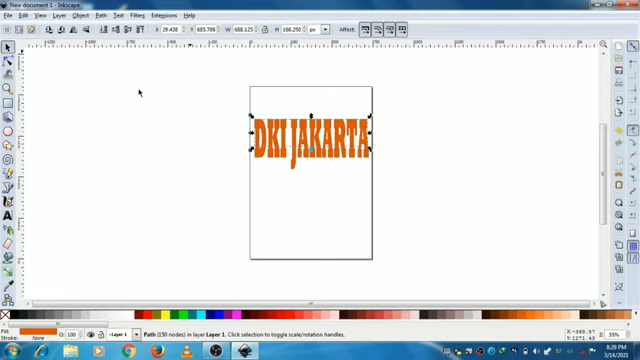 New document 1 - Inkscape
File Edit View Layer Object Path Text Filters Extensions Help
X 29.438 Y 685.706 W 688.125 H 166.250 px Affect:
DKI JAKARTA
Fill:
Stroke: None
O: 100
Layer 1
Path (150 nodes) in layer Layer 1. Click selection to toggle scale/rotation handles.
Z: 35%
8:29 PM
3/14/2021